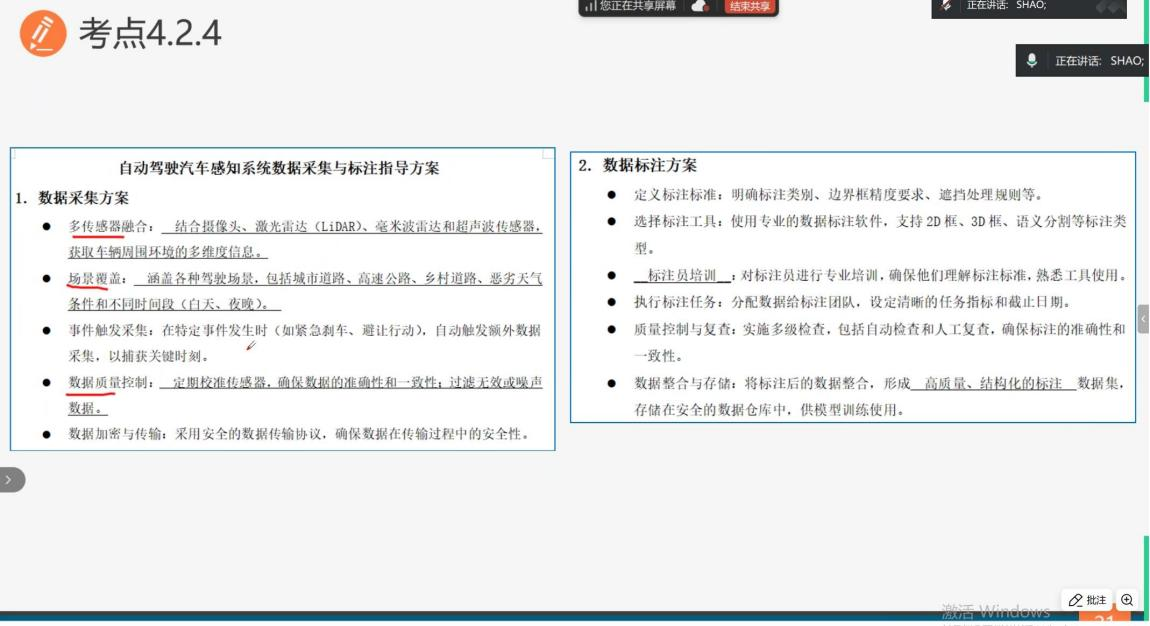 您正在共享屏幕 结束共享
正在讲话: SHAO;
考点4.2.4
正在讲话: SHAO;
自动驾驶汽车感知系统数据采集与标注指导方案
1. 数据采集方案
● 多传感器融合： 结合摄像头、激光雷达（LiDAR）、毫米波雷达和超声波传感器，
获取车辆周围环境的多维度信息。
● 场景覆盖： 涵盖各种驾驶场景，包括城市道路、高速公路、乡村道路、恶劣天气
条件和不同时间段（白天、夜晚）。
● 事件触发采集：在特定事件发生时（如紧急刹车、避让行动），自动触发额外数据
采集，以捕获关键时刻。
● 数据质量控制： 定期校准传感器，确保数据的准确性和一致性；过滤无效或噪声
数据。
● 数据加密与传输：采用安全的数据传输协议，确保数据在传输过程中的安全性。
2. 数据标注方案
● 定义标注标准：明确标注类别、边界框精度要求、遮挡处理规则等。
● 选择标注工具：使用专业的数据标注软件，支持 2D 框、3D 框、语义分割等标注类
型。
● __标注员培训__：对标注员进行专业培训，确保他们理解标注标准，熟悉工具使用。
● 执行标注任务：分配数据给标注团队，设定清晰的任务指标和截止日期。
● 质量控制与复查：实施多级检查，包括自动检查和人工复查，确保标注的准确性和
一致性。
● 数据整合与存储：将标注后的数据整合，形成 高质量、结构化的标注 数据集，
存储在安全的数据仓库中，供模型训练使用。
批注
激活 Windows
21